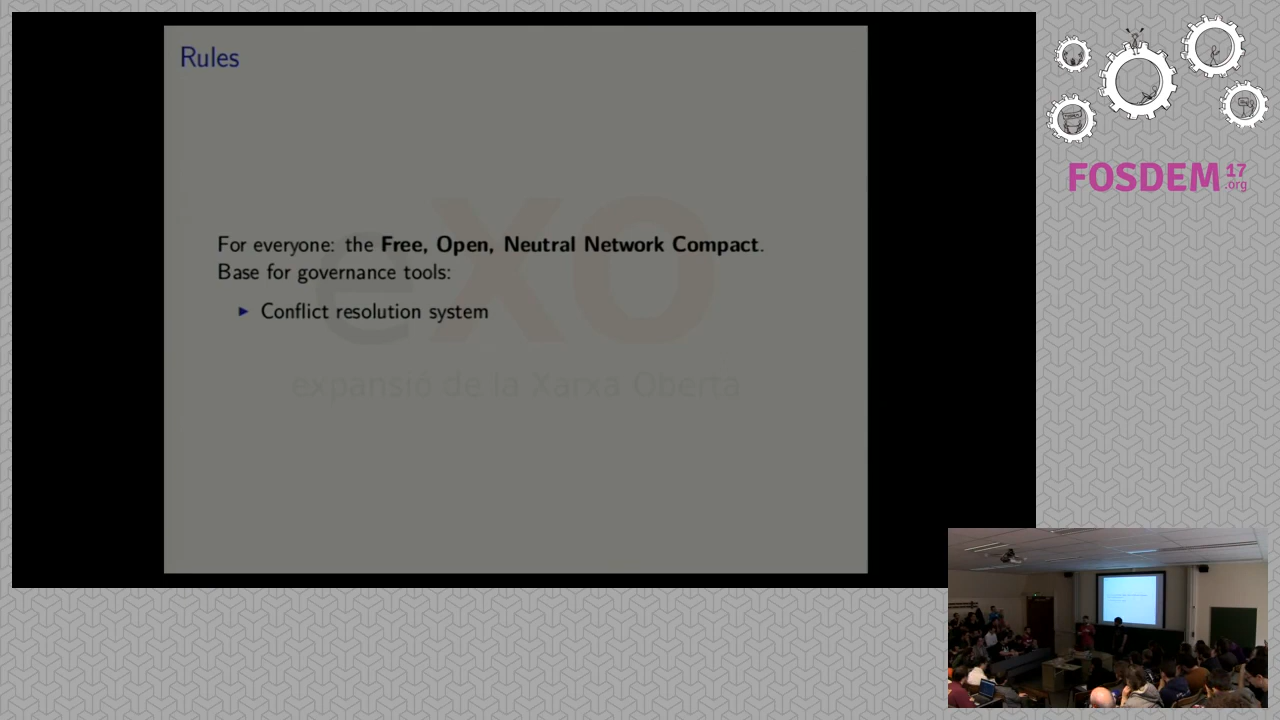 Rules
For everyone: the Free, Open, Neutral Network Compact.
Base for governance tools:
Conflict resolution system
eXO
expansió de la Xarxa Oberta
FOSDEM 17
.org